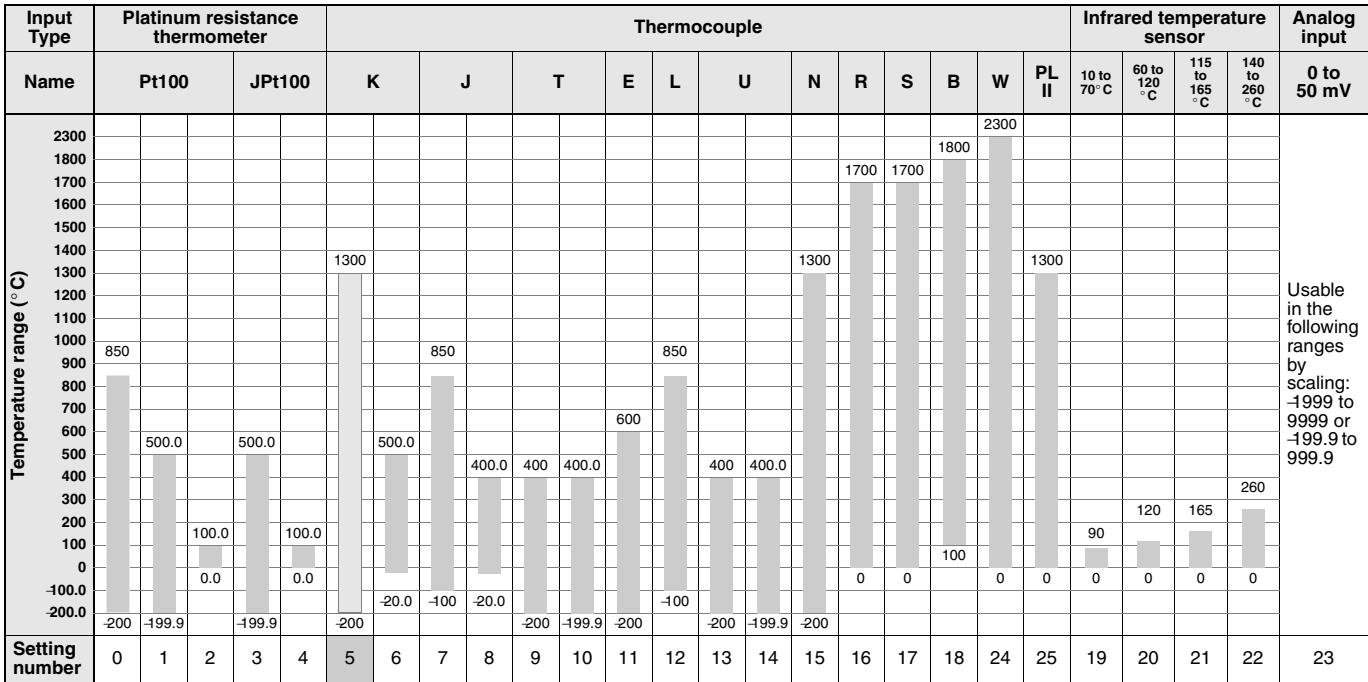 Input Type
Platinum resistance thermometer
Thermocouple
Infrared temperature sensor
Analog input
Name
Pt100
JPt100
K
J
T
E
L
U
N
R
S
B
W
PL II
10 to 70°C
60 to 120 °C
115 to 165 °C
140 to 260 °C
0 to 50 mV
Temperature range (°C)
2300
1800
1700
1600
1500
1400
1300
1200
1100
1000
900
800
700
600
500
400
300
200
100
0
-100.0
-200.0
850
-200
500.0
-199.9
100.0
0.0
500.0
-199.9
100.0
0.0
1300
-200
500.0
-20.0
850
-100
400.0
-20.0
400
-200
400.0
-199.9
600
-200
850
-100
400
-200
400.0
-199.9
1300
-200
1700
0
1700
0
1800
100
2300
0
1300
0
90
0
120
0
165
0
260
0
Usable
in the
following
ranges
by
scaling:
-1999 to
9999 or
-199.9 to
999.9
Setting number
0 1 2 3 4 5 6 7 8 9 10 11 12 13 14 15 16 17 18 24 25 19 20 21 22 23